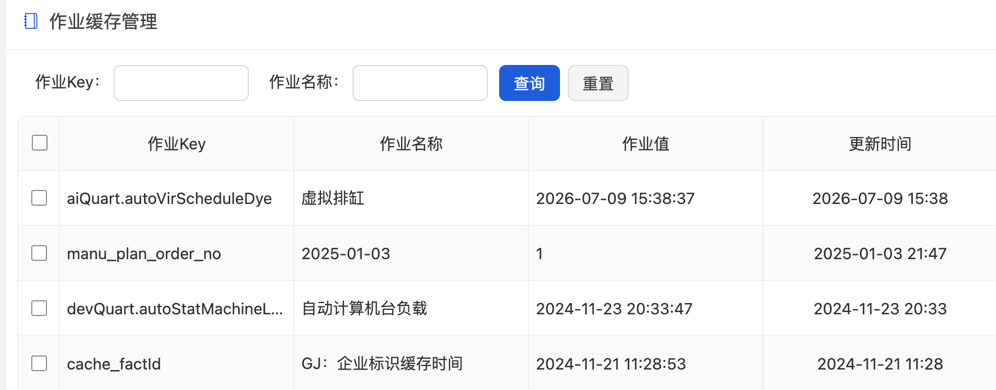 作业缓存管理
作业Key： 作业名称： 查询 重置
作业Key 作业名称 作业值 更新时间
aiQuart.autoVirScheduleDye 虚拟排缸 2026-07-09 15:38:37 2026-07-09 15:38
manu_plan_order_no 2025-01-03 1 2025-01-03 21:47
devQuart.autoStatMachineL... 自动计算机台负载 2024-11-23 20:33:47 2024-11-23 20:33
cache_factId GJ：企业标识缓存时间 2024-11-21 11:28:53 2024-11-21 11:28